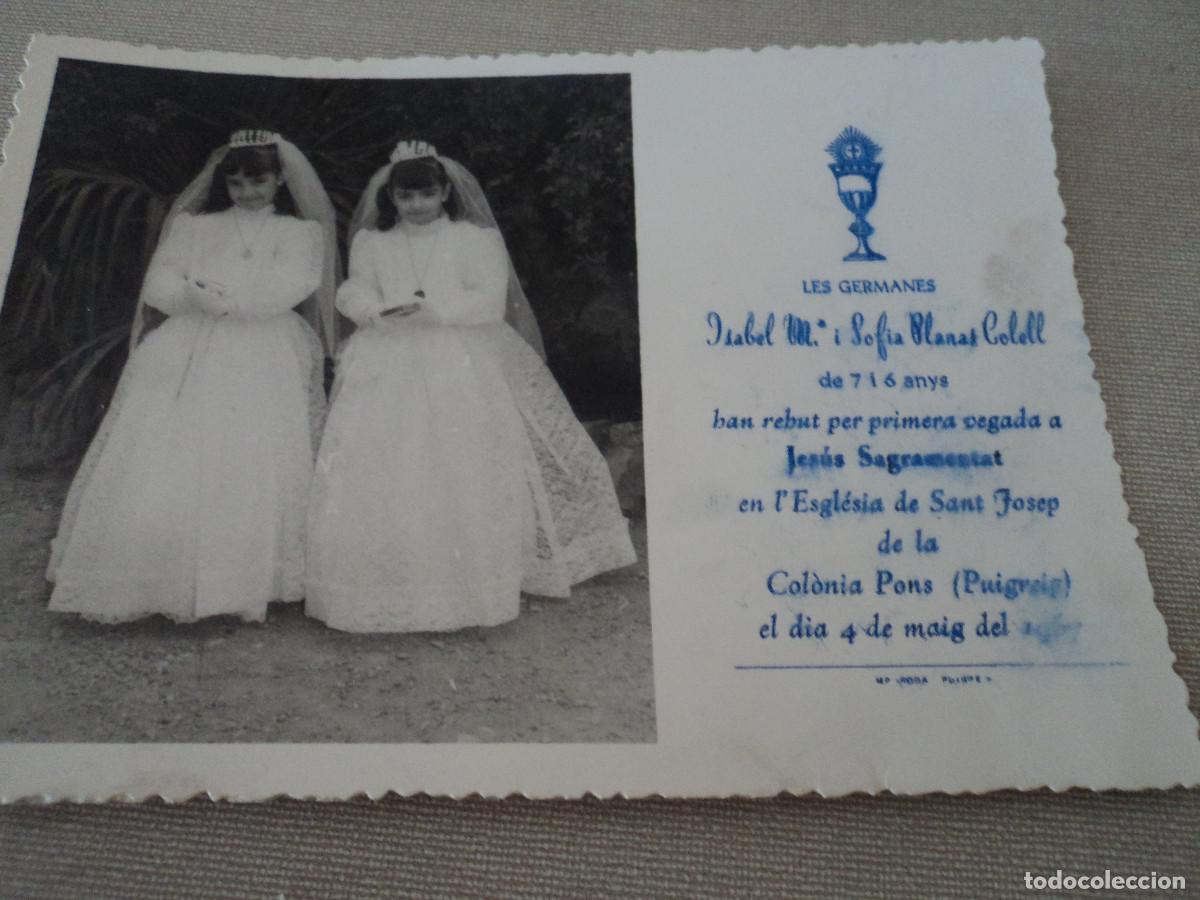 LES GERMANES
Isabel Mª i Sofia Planas Colell
de 7 i 6 anys
han rebut per primera vegada a
Jesús Sagramentat
en l'Església de Sant Josep
de la
Colònia Pons (Puigreig)
el dia 4 de maig del
todocoleccion